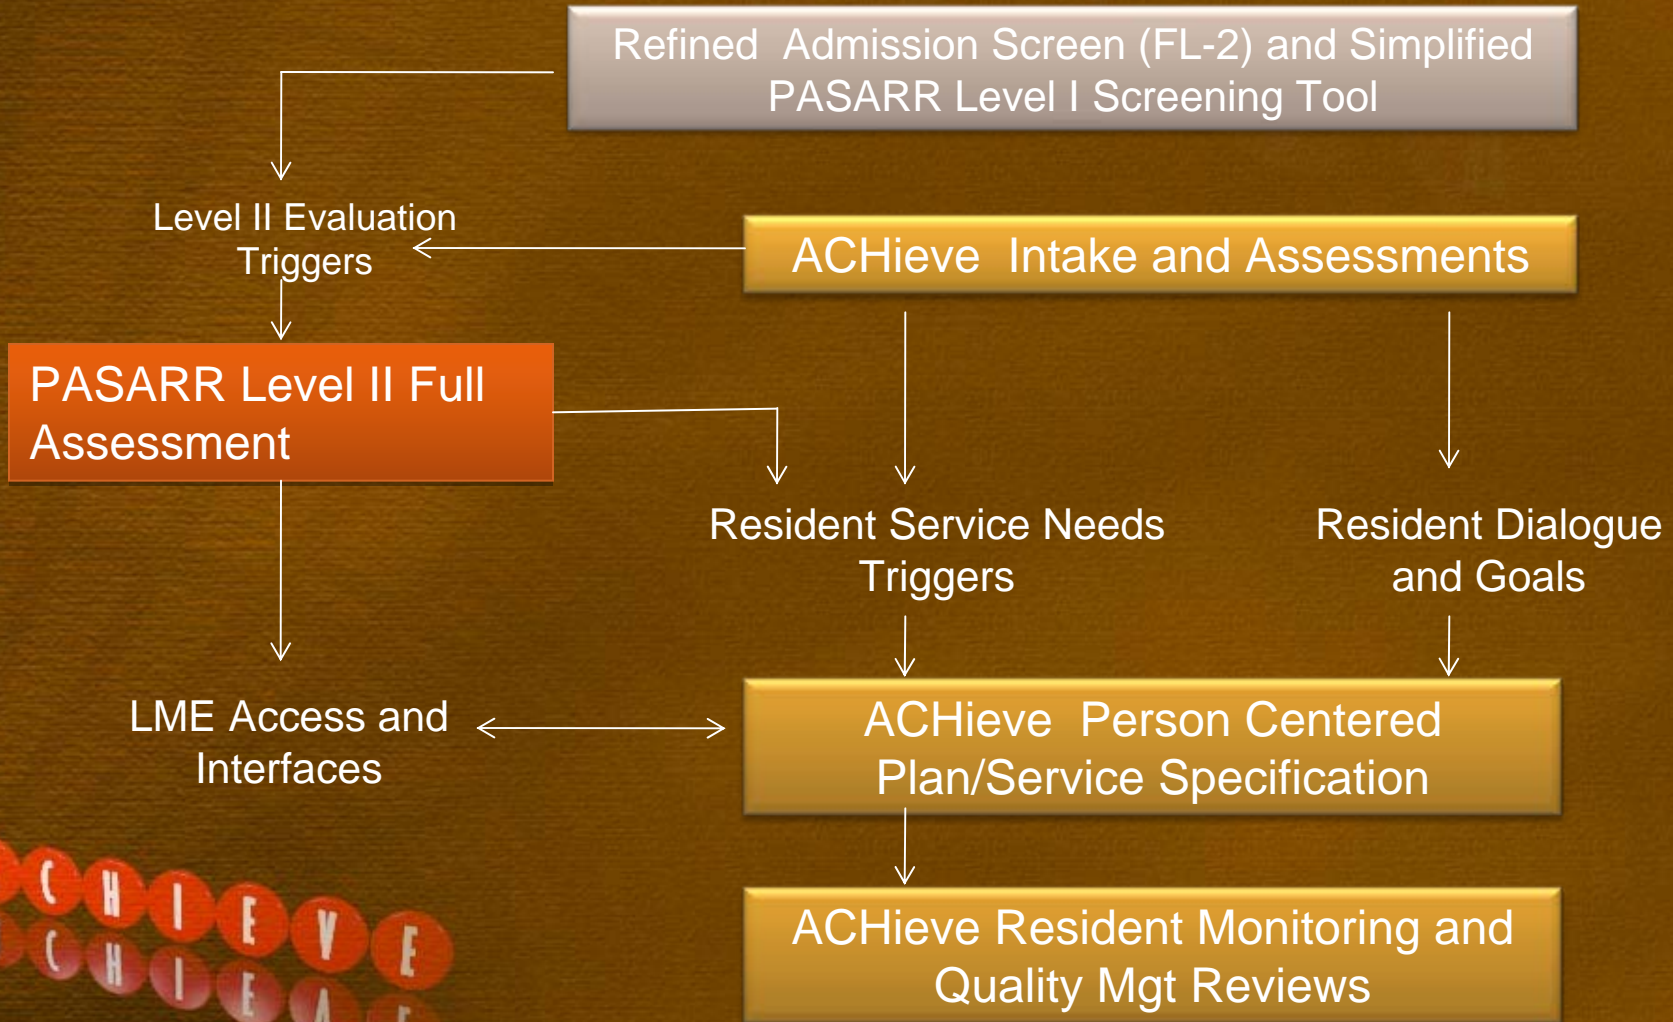 Refined Admission Screen (FL-2) and Simplified
PASARR Level I Screening Tool
Level II Evaluation
Triggers
ACHieve Intake and Assessments
PASARR Level II Full
Assessment
Resident Service Needs
Triggers
Resident Dialogue
and Goals
LME Access and
Interfaces
ACHieve Person Centered
Plan/Service Specification
ACHieve Resident Monitoring and
Quality Mgt Reviews
CHIEVE